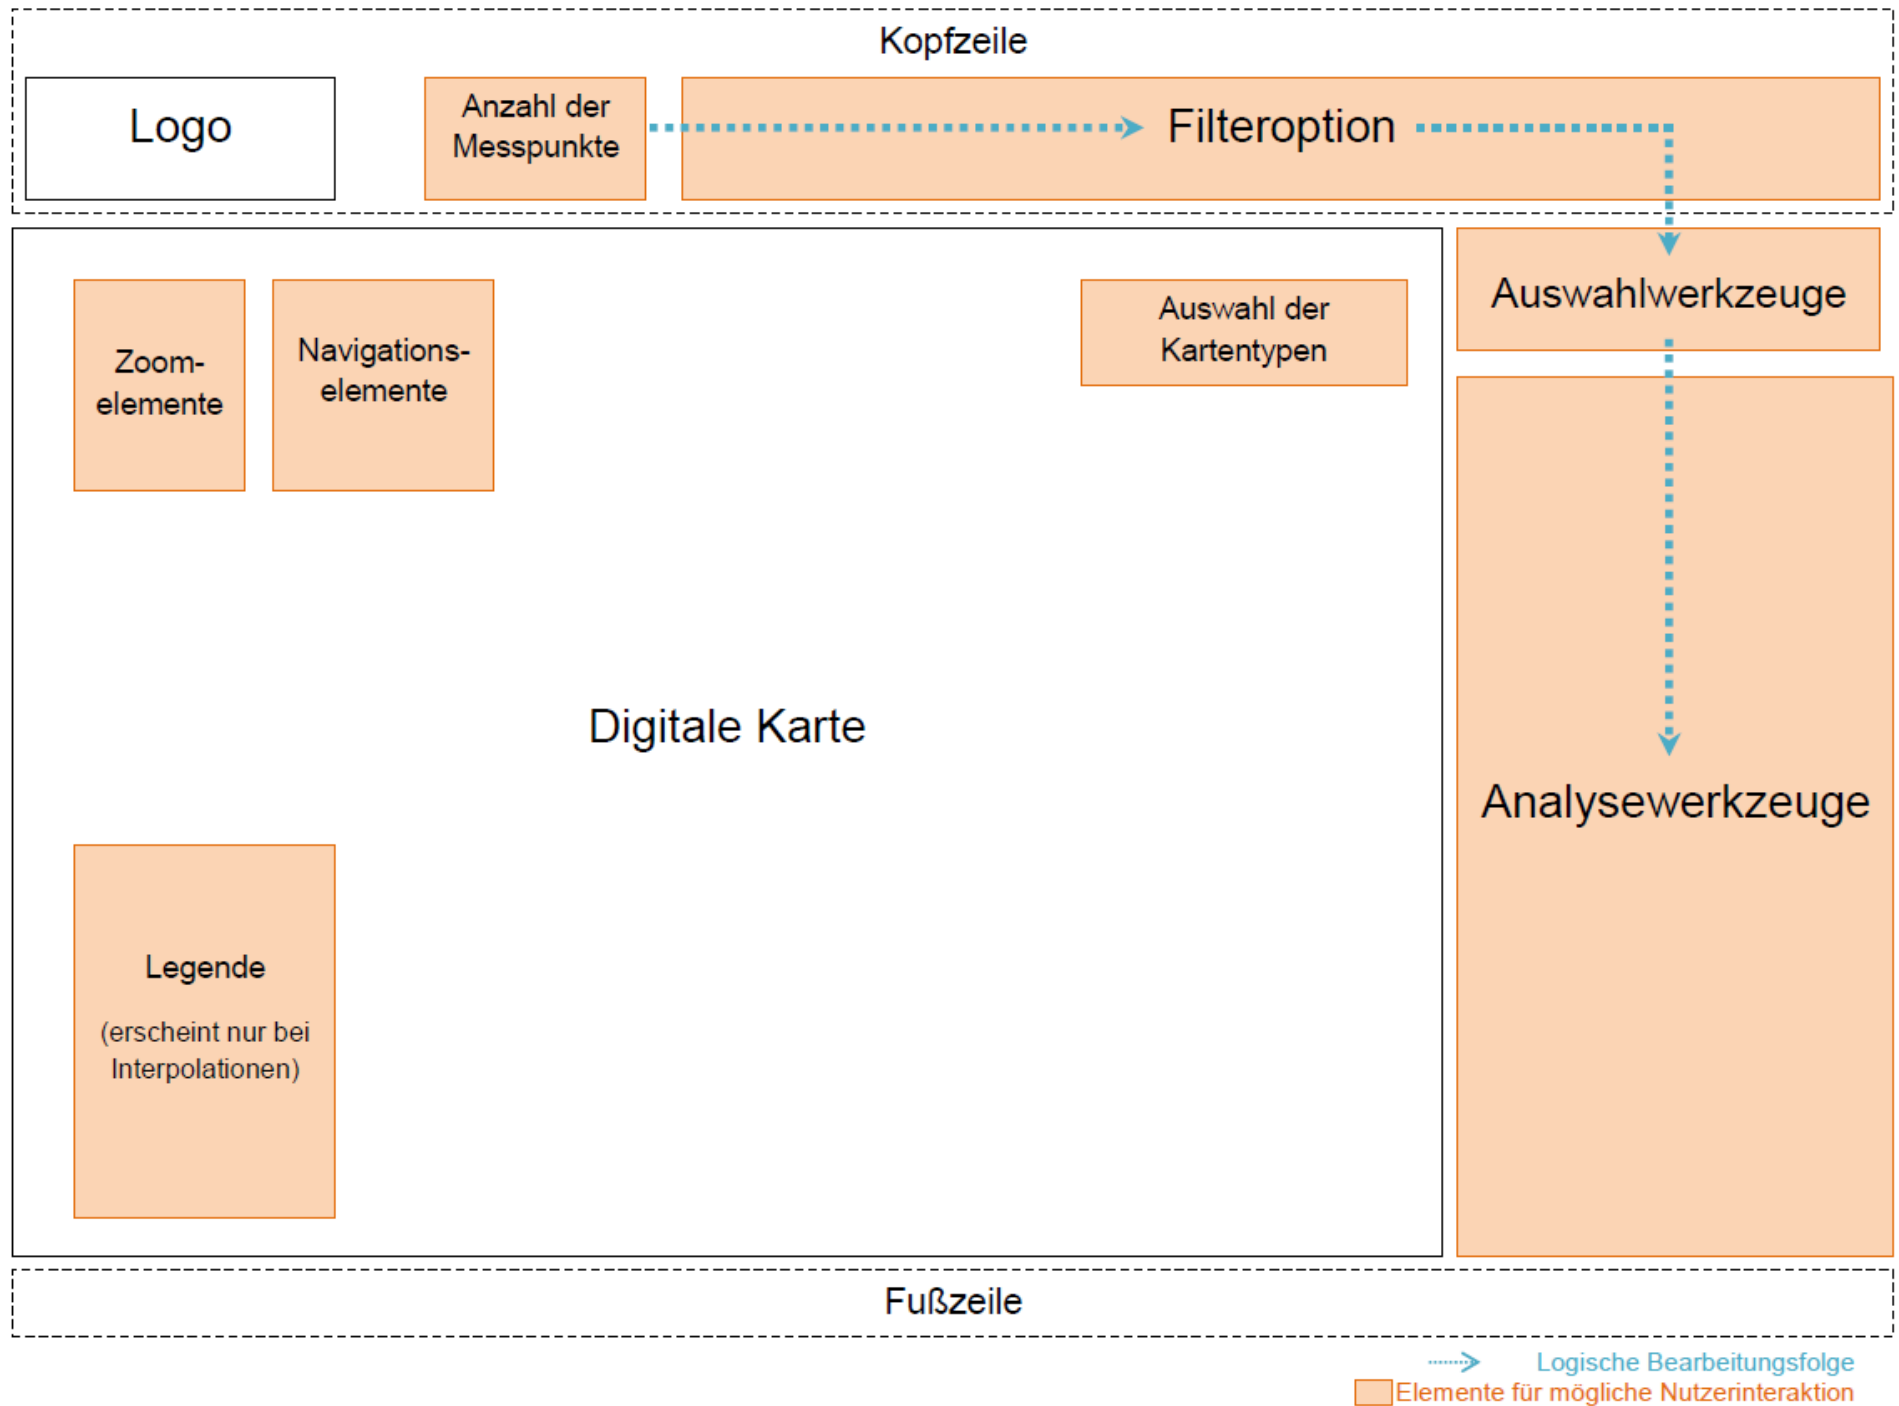 Kopfzeile
Logo
Anzahl der
Messpunkte
Filteroption
Zoom-
elemente
Navigations-
elemente
Auswahl der
Kartentypen
Auswahlwerkzeuge
Digitale Karte
Analysewerkzeuge
Legende
(erscheint nur bei
Interpolationen)
Fußzeile
Logische Bearbeitungsfolge
Elemente für mögliche Nutzerinteraktion